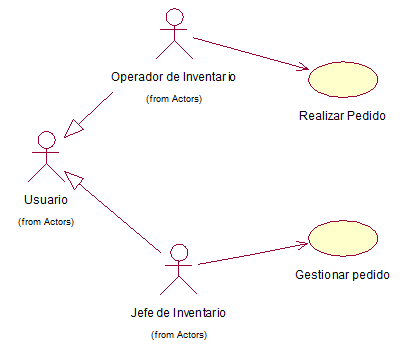 Operador de Inventario
(from Actors)
Realizar Pedido
Usuario
(from Actors)
Gestionar pedido
Jefe de Inventario
(from Actors)